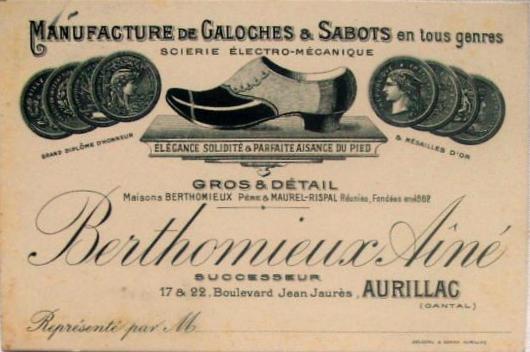 MANUFACTURE DE GALOCHES & SABOTS en tous genres
SCIERIE ÉLECTRO-MÉCANIQUE
GRAND DIPLÔME D'HONNEUR
ÉLÉGANCE SOLIDITÉ & PARFAITE AISANCE DU PIED
& MÉDAILLES D'OR
GROS & DÉTAIL
Maisons BERTHOMIEUX PÈRE & MAUREL-RISPAL Réunies, Fondées en 1862
Berthomieux Aîné
SUCCESSEUR
17 & 22, Boulevard Jean Jaurès, AURILLAC
(CANTAL)
Représenté par M
AURILLAC